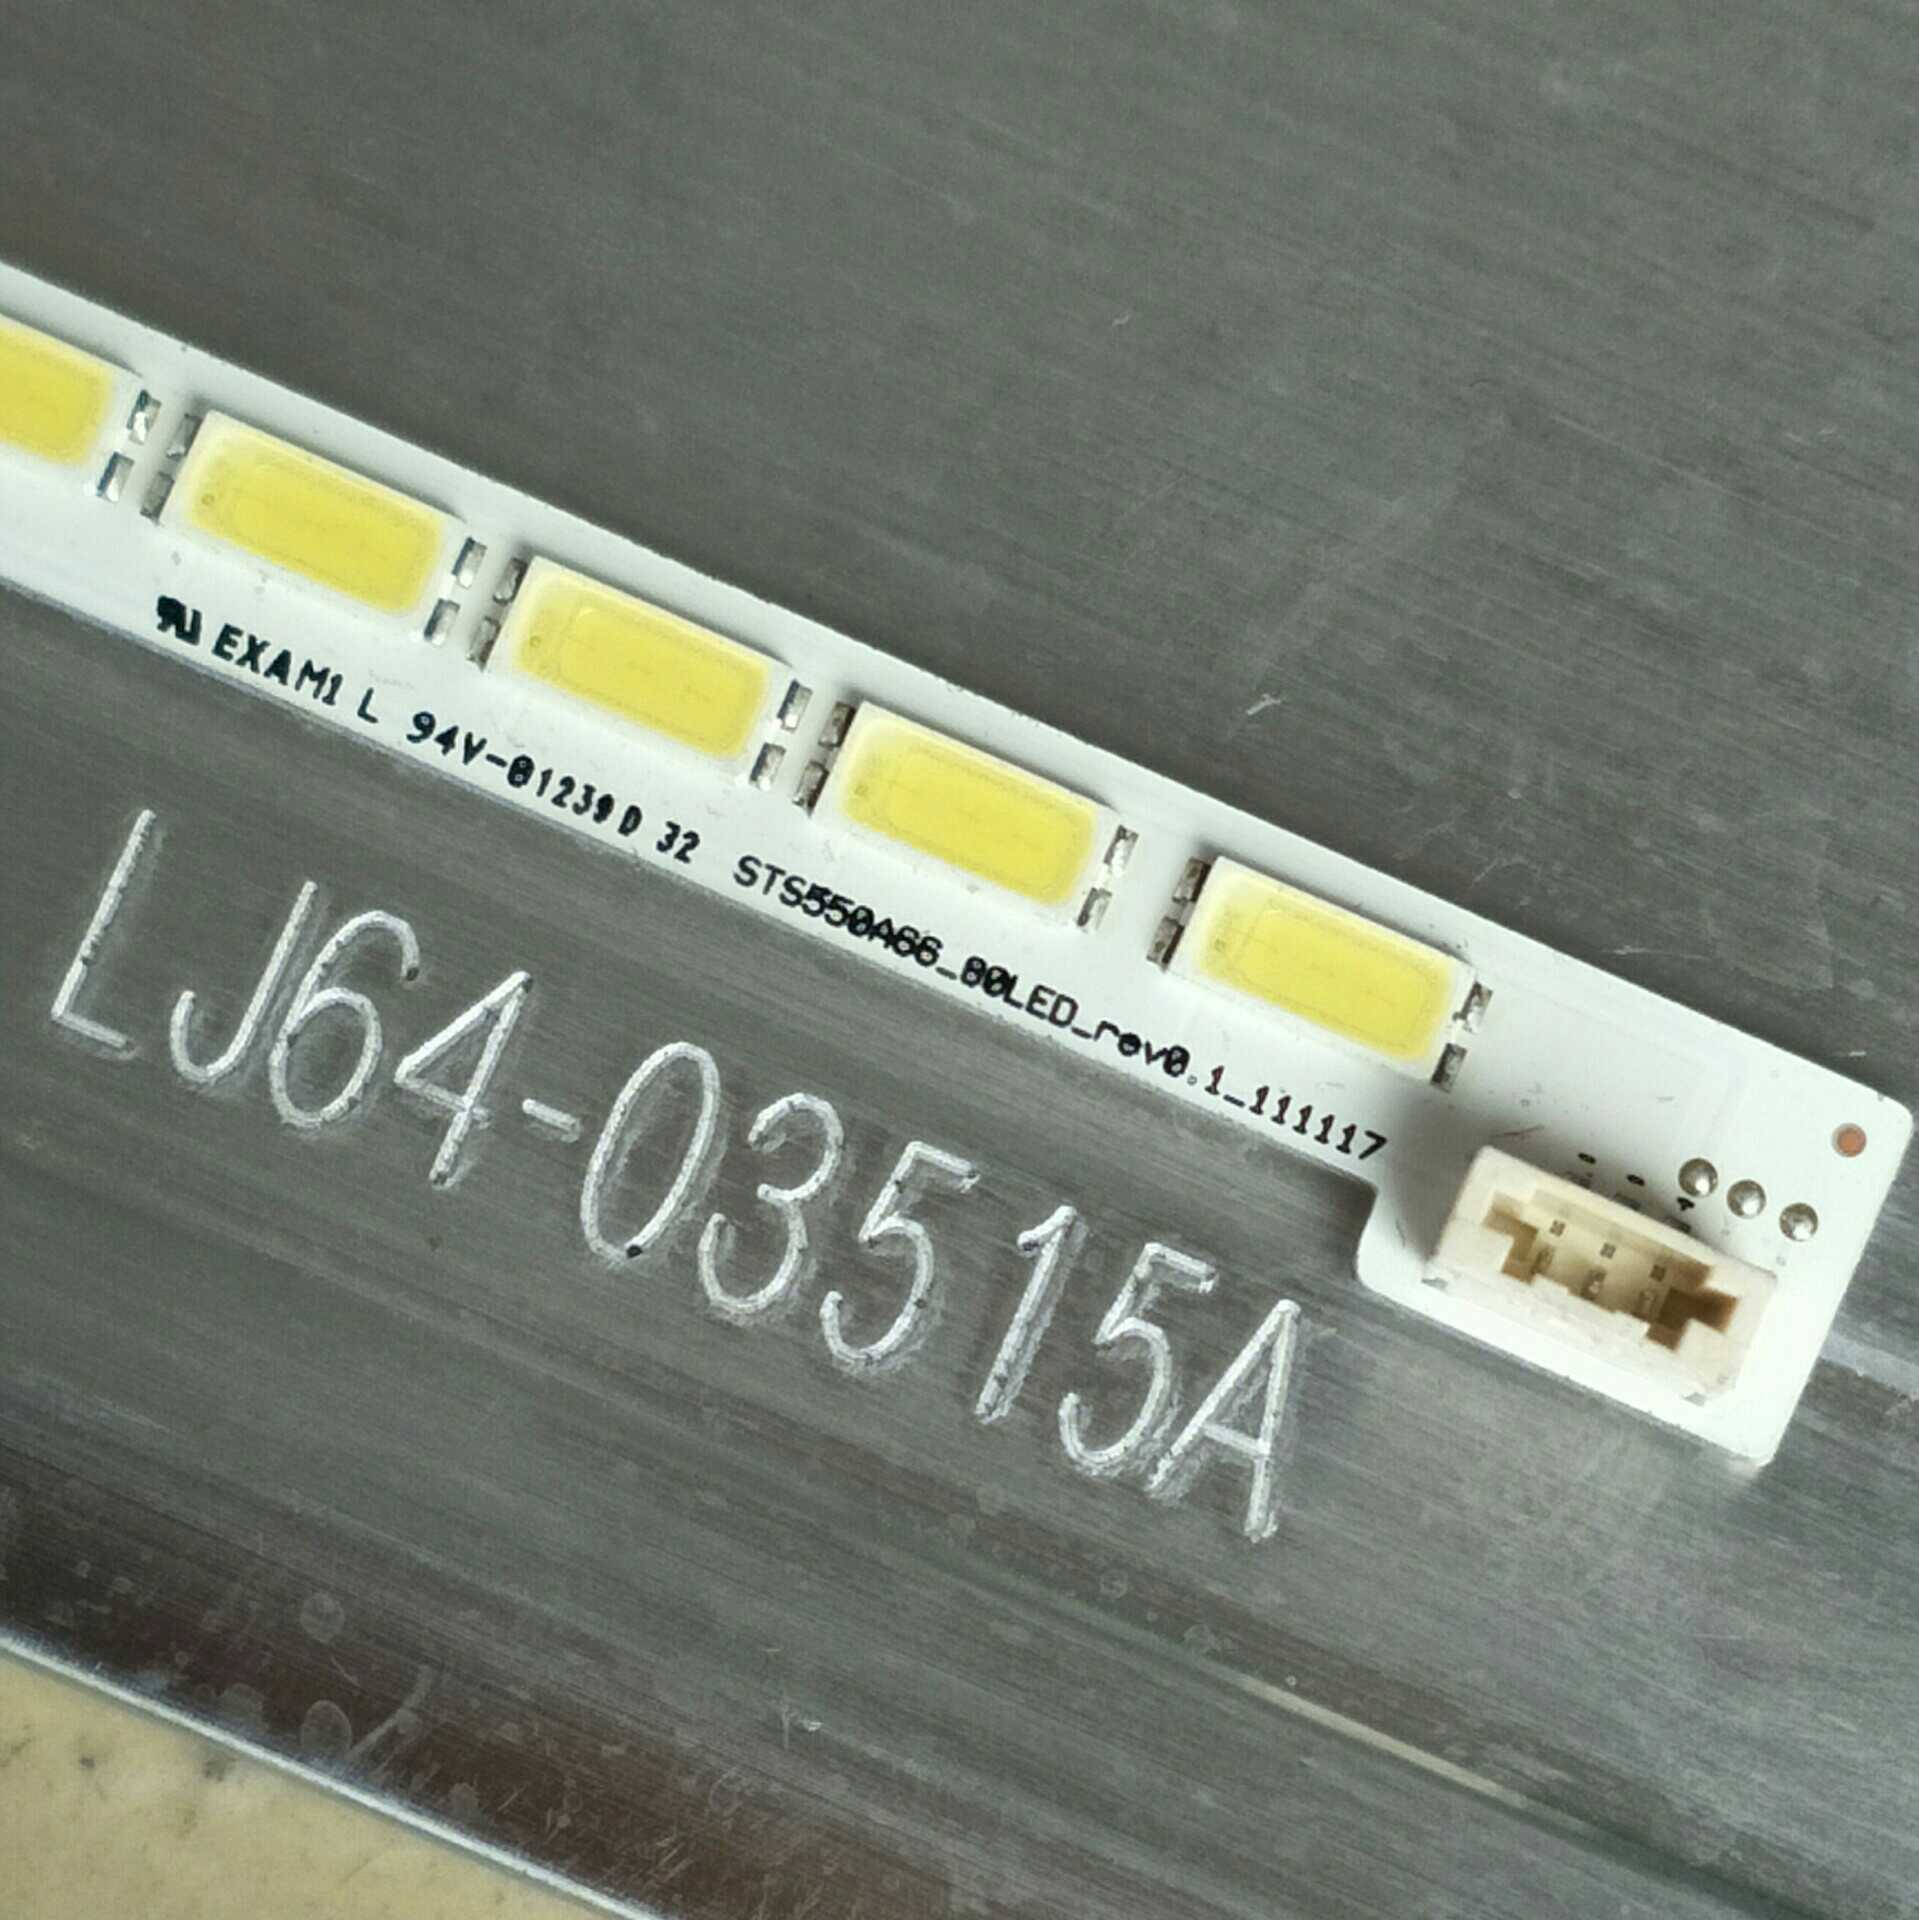 EXAM1 L 94V-0 1239 D 32 STS550A66_80LED_rev0.1_111117
LJ64-03515A